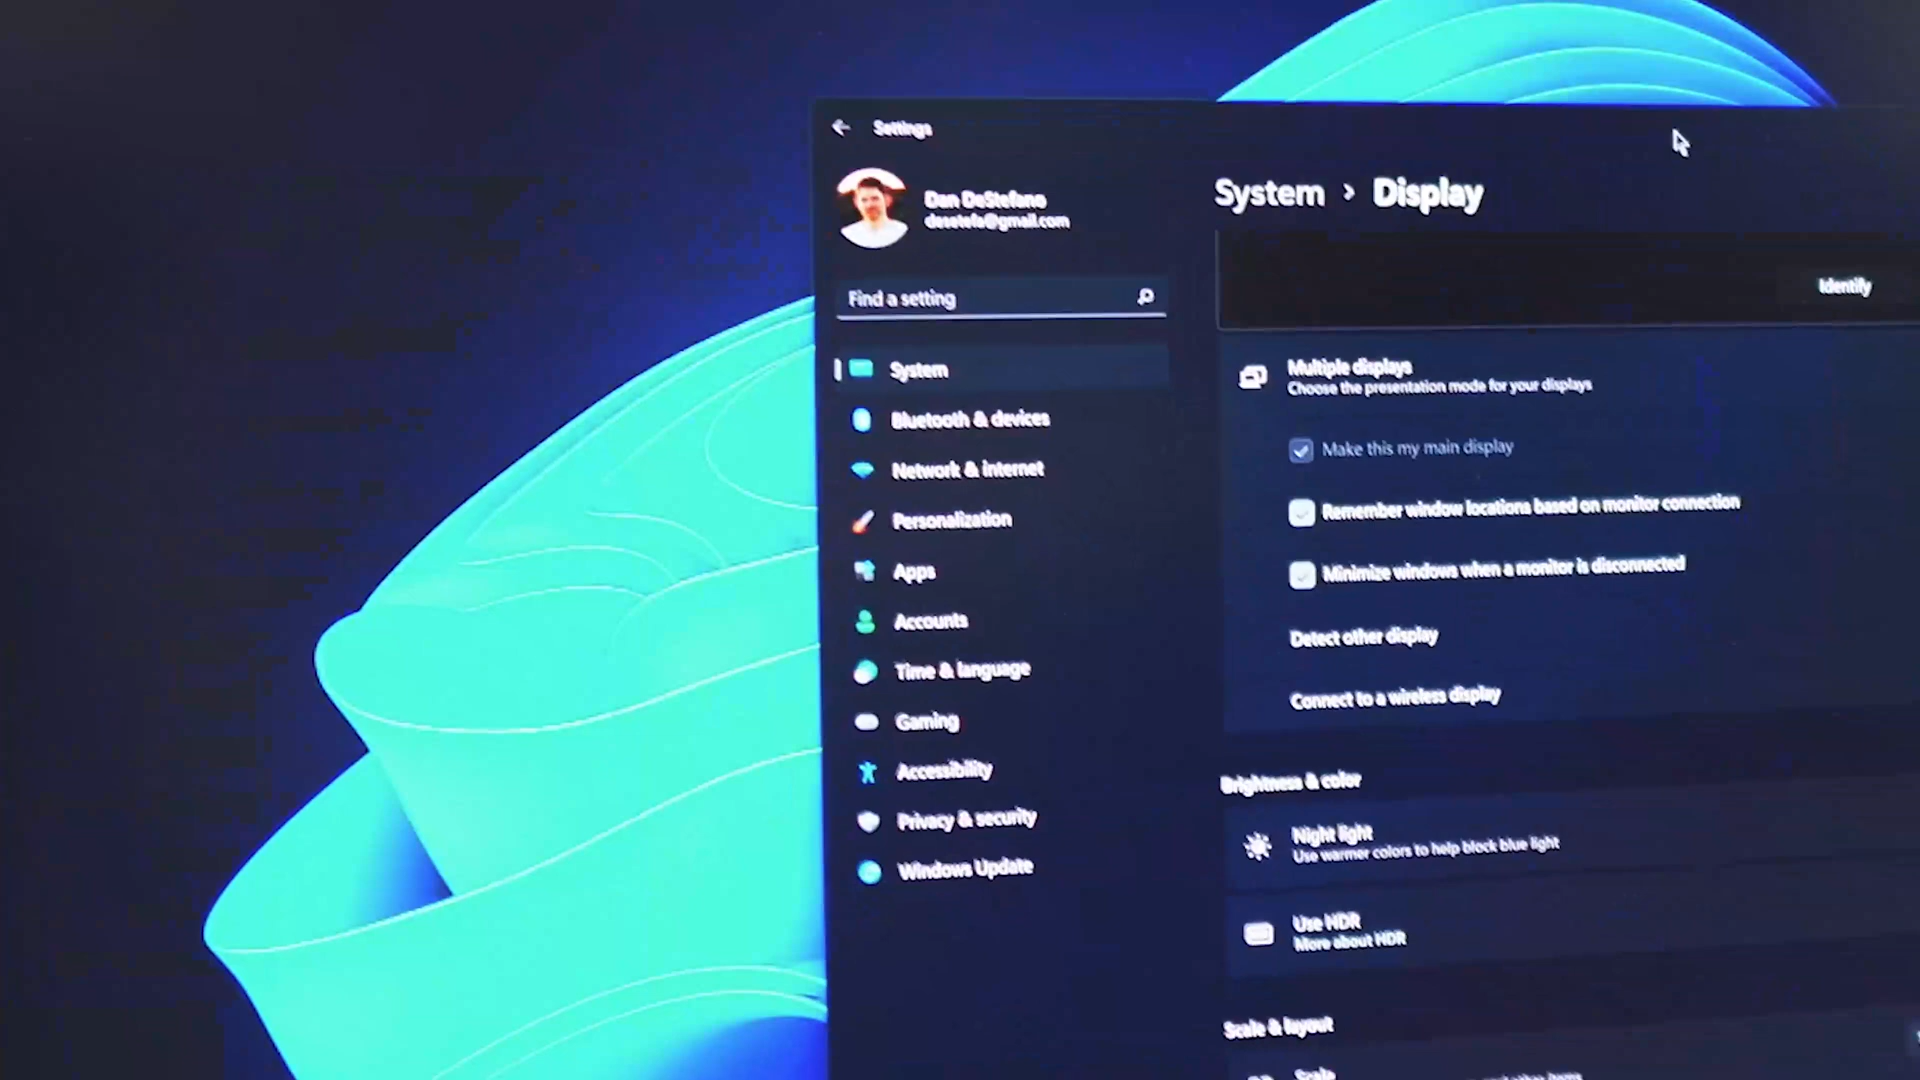 Settings
Dan DeStefano
desetefa@gmail.com
Find a setting
System
Bluetooth & devices
Network & internet
Personalization
Apps
Accounts
Time & language
Gaming
Accessibility
Privacy & security
Windows Update
System > Display
Identify
Multiple displays
Choose the presentation mode for your displays
Make this my main display
Remember window locations based on monitor connection
Minimize windows when a monitor is disconnected
Detect other display
Connect to a wireless display
Brightness & color
Night light
Use warmer colors to help block blue light
Use HDR
More about HDR
Scale & layout
Scale